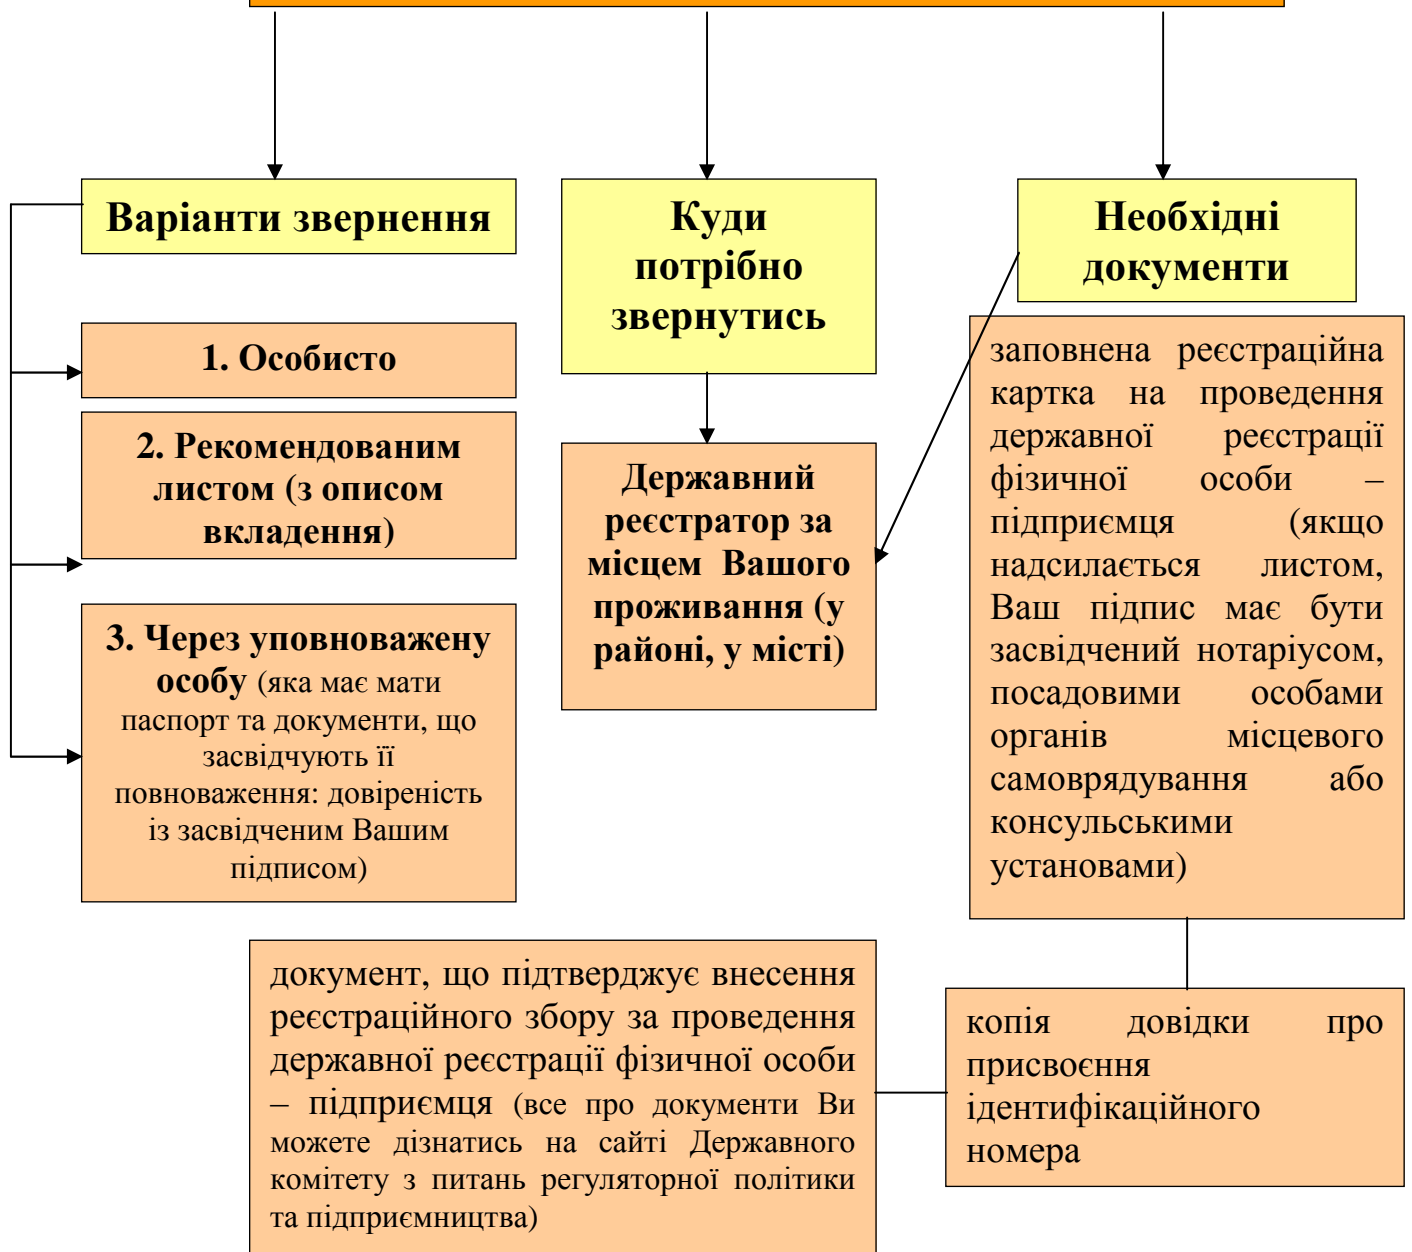 Варіанти звернення
1. Особисто
2. Рекомендованим
листом (з описом
вкладення)
3. Через уповноважену
особу (яка має мати
паспорт та документи, що
засвідчують її
повноваження: довіреність
із засвідченим Вашим
підписом)
Куди
потрібно
звернутись
Державний
реєстратор за
місцем Вашого
проживання (у
районі, у місті)
Необхідні
документи
заповнена реєстраційна
картка на проведення
державної реєстрації
фізичної особи –
підприємця (якщо
надсилається листом,
Ваш підпис має бути
засвідчений нотаріусом,
посадовими особами
органів місцевого
самоврядування або
консульськими
установами)
копія довідки про
присвоєння
ідентифікаційного
номера
документ, що підтверджує внесення
реєстраційного збору за проведення
державної реєстрації фізичної особи
– підприємця (все про документи Ви
можете дізнатись на сайті Державного
комітету з питань регуляторної політики
та підприємництва)